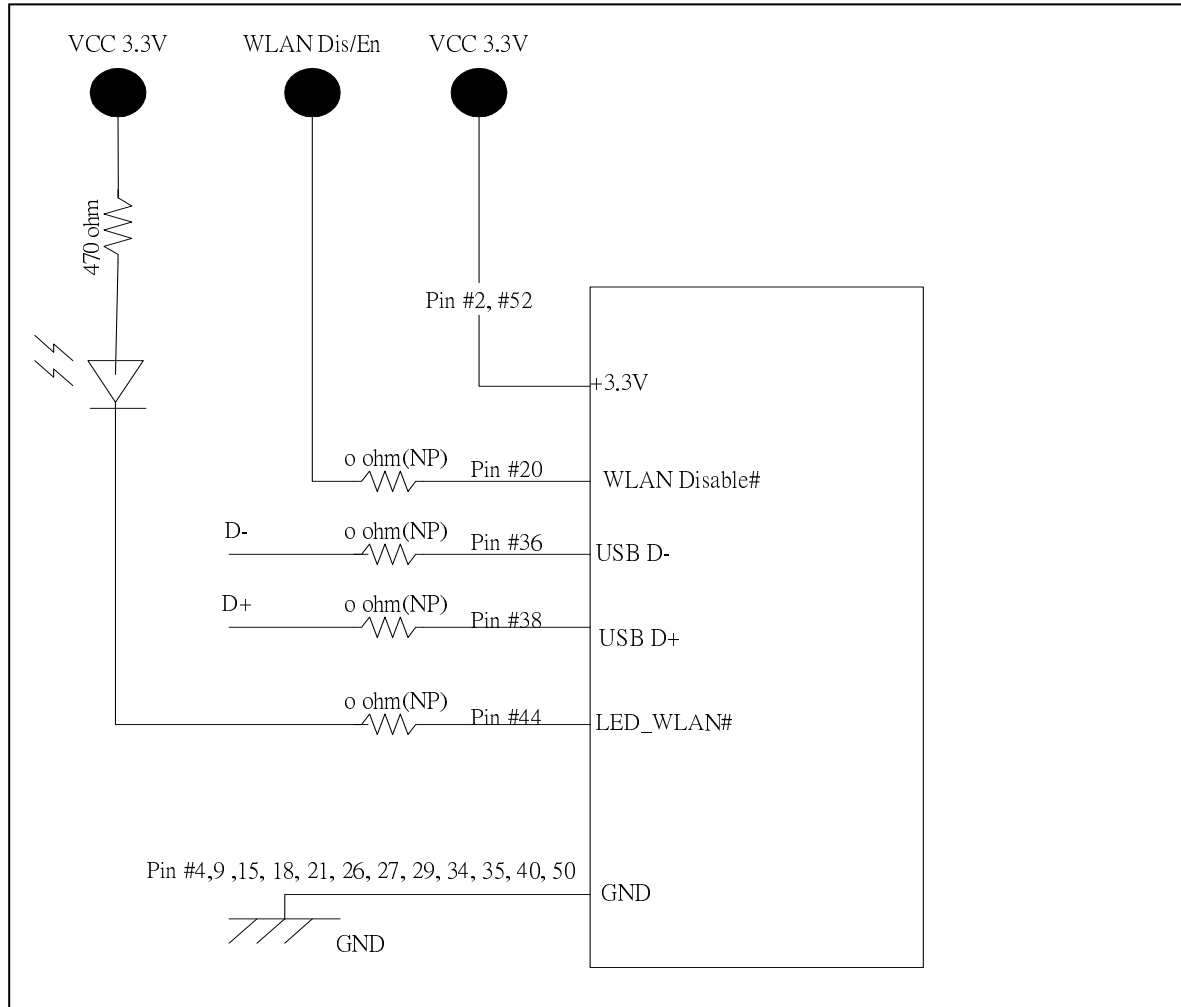 VCC 3.3V
WLAN Dis/En
VCC 3.3V
470 ohm
Pin #2, #52
+3.3V
o ohm(NP)
Pin #20
WLAN Disable#
D-
o ohm(NP)
Pin #36
USB D-
D+
o ohm(NP)
Pin #38
USB D+
o ohm(NP)
Pin #44
LED_WLAN#
Pin #4,9 ,15, 18, 21, 26, 27, 29, 34, 35, 40, 50
GND
GND